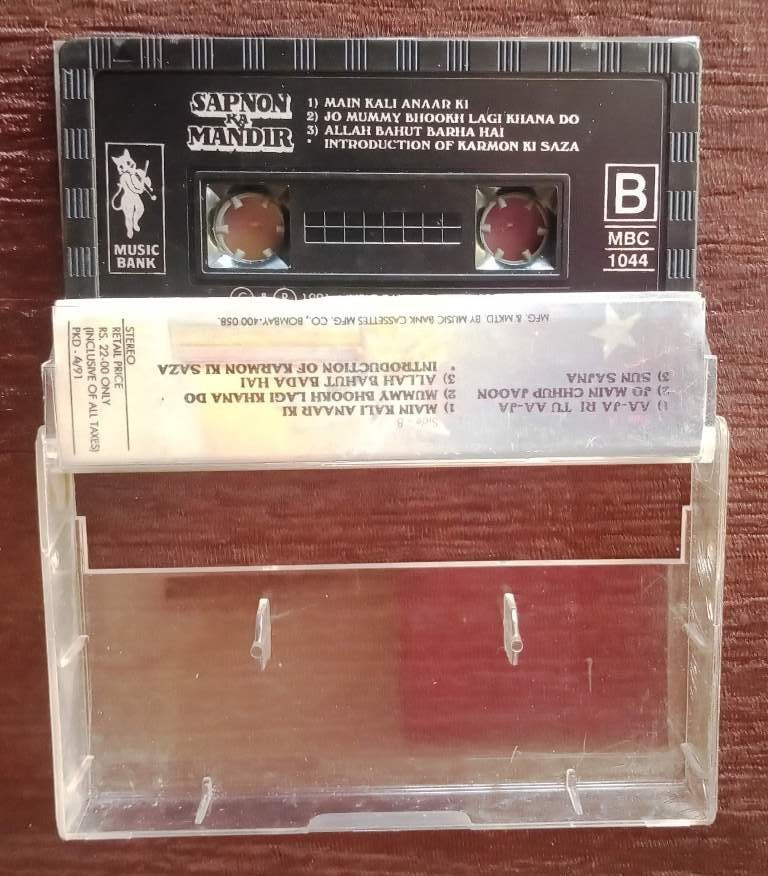 SAPNON
KA
MANDIR
1) MAIN KALI ANAAR KI
2) JO MUMMY BHOOKH LAGI KHANA DO
3) ALLAH BAHUT BARHA HAI
* INTRODUCTION OF KARMON KI SAZA
MUSIC
BANK
B
MBC
1044
MFG. & MKTD. BY MUSIC BANK CASSETTES MFG. CO., BOMBAY-400 058.
STEREO
RETAIL PRICE
RS. 22-00 ONLY
(INCLUSIVE OF ALL TAXES)
PKD - 4/91
1) AA-JA RI TU AA-JA
2) JO MAIN CHHUP JAOON
3) SUN SAJNA
Side - B
1) MAIN KALI ANAAR KI
2) MUMMY BHOOKH LAGI KHANA DO
3) ALLAH BAHUT BADA HAI
* INTRODUCTION OF KARMON KI SAZA